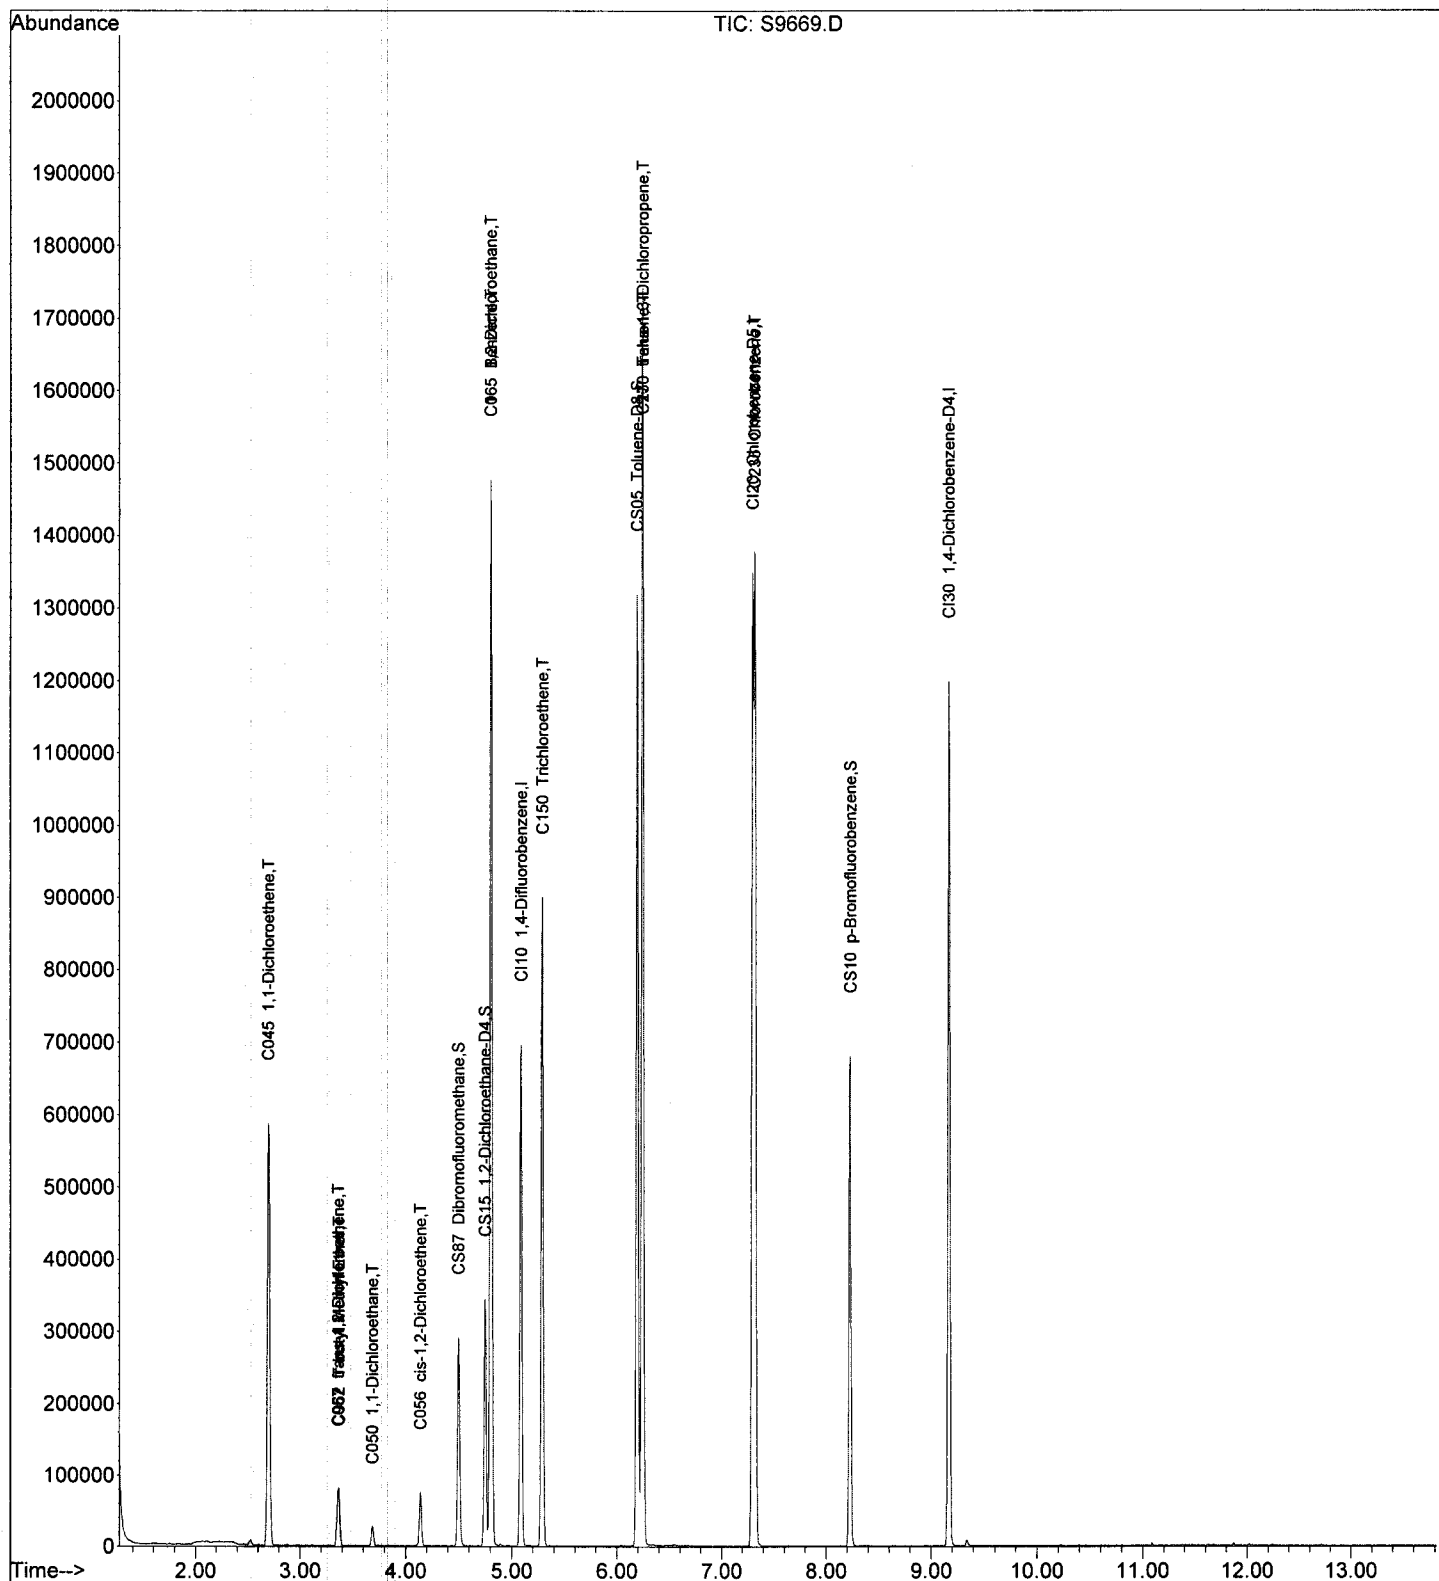 Abundance
TIC: S9669.D
2000000
1900000
1800000
1700000
1600000
1500000
1400000
1300000
1200000
1100000
1000000
900000
800000
700000
600000
500000
400000
300000
200000
100000
0
C045 1,1-Dichloroethene,T
C050 1,1-Dichloroethane,T
C056 cis-1,2-Dichloroethene,T
CS87 Dibromofluoromethane,S
CS15 1,2-Dichloroethane-D4,S
C065
CI10 1,4-Difluorobenzene,I
C150 Trichloroethene,T
CS05 Toluene-D8,S
CS10 p-Bromofluorobenzene,S
CI30 1,4-Dichlorobenzene-D4,I
Time--> 2.00 3.00 4.00 5.00 6.00 7.00 8.00 9.00 10.00 11.00 12.00 13.00